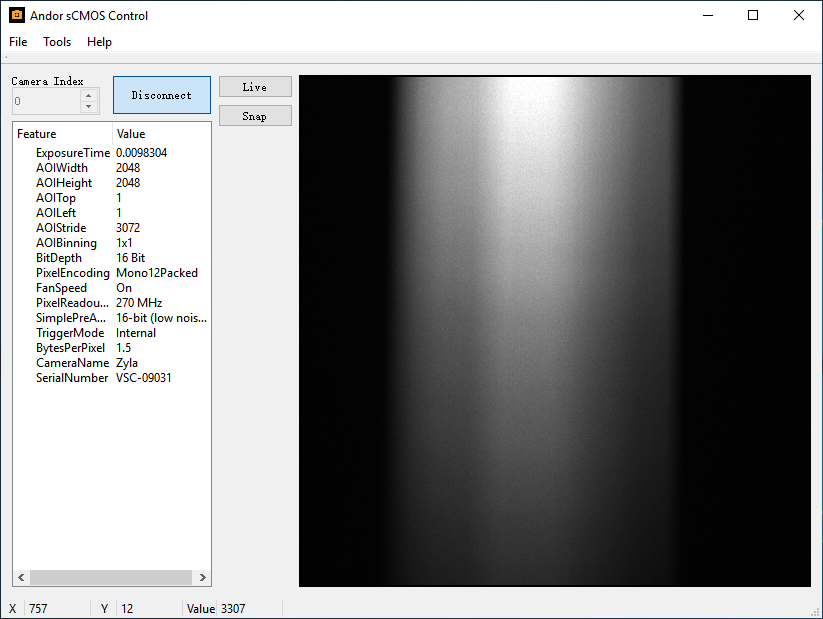 Andor sCMOS Control
File Tools Help
Camera Index
0
Disconnect
Live
Snap
Feature Value
ExposureTime 0.0098304
AOIWidth 2048
AOIHeight 2048
AOITop 1
AOILeft 1
AOIStride 3072
AOIBinning 1x1
BitDepth 16 Bit
PixelEncoding Mono12Packed
FanSpeed On
PixelReadou... 270 MHz
SimplePreA... 16-bit (low nois...
TriggerMode Internal
BytesPerPixel 1.5
CameraName Zyla
SerialNumber VSC-09031
X 757 Y 12 Value 3307